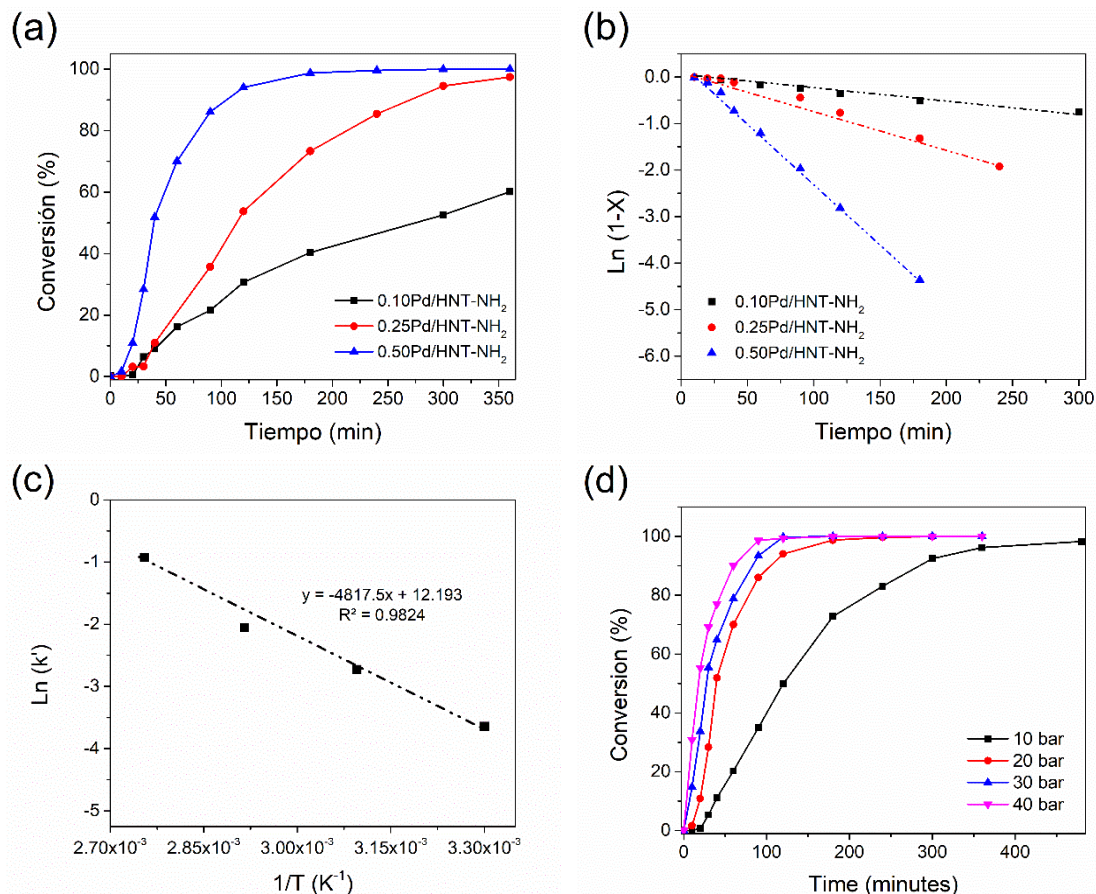 (a)
100
80
60
40
20
0
Conversión (%)
0.10Pd/HNT-NH₂
0.25Pd/HNT-NH₂
0.50Pd/HNT-NH₂
0 50 100 150 200 250 300 350
Tiempo (min)
(b)
0.0
-1.0
-2.0
-3.0
-4.0
-5.0
-6.0
Ln (1-X)
0.10Pd/HNT-NH₂
0.25Pd/HNT-NH₂
0.50Pd/HNT-NH₂
0 50 100 150 200 250 300
Tiempo (min)
(c)
0
-1
-2
-3
-4
-5
Ln (k')
y = -4817.5x + 12.193
R² = 0.9824
2.70x10⁻³ 2.85x10⁻³ 3.00x10⁻³ 3.15x10⁻³ 3.30x10⁻³
1/T (K⁻¹)
(d)
100
80
60
40
20
0
Conversion (%)
10 bar
20 bar
30 bar
40 bar
0 100 200 300 400
Time (minutes)